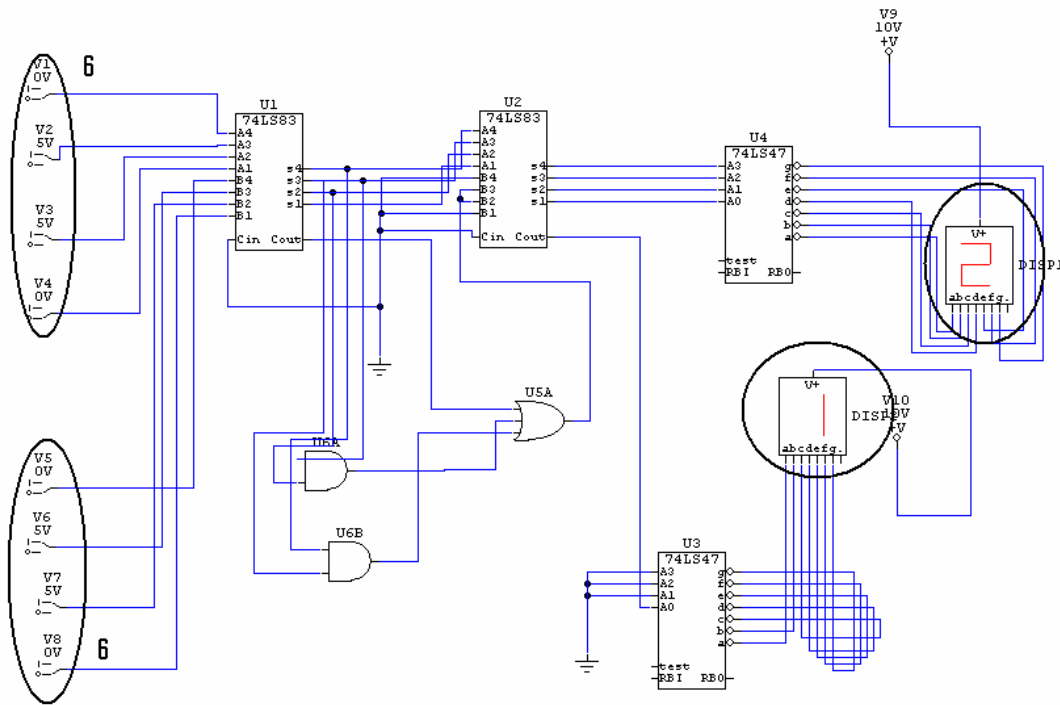 V1
0V
6
V2
5V
V3
5V
V4
0V
V5
0V
V6
5V
V7
5V
V8
0V
6
U1
74LS83
A4
A3
A2
A1
B4
B3
B2
B1
s4
s3
s2
s1
Cin Cout
U2
74LS83
A4
A3
A2
A1
B4
B3
B2
B1
s4
s3
s2
s1
Cin Cout
U4
74LS47
A3
A2
A1
A0
g
f
e
d
c
b
a
test
RBI RBO
V9
10V
+V
V+
2
abcdefg.
U5A
U6A
U6B
V+
1
abcdefg.
V10
10V
+V
U3
74LS47
A3
A2
A1
A0
g
f
e
d
c
b
a
test
RBI RBO